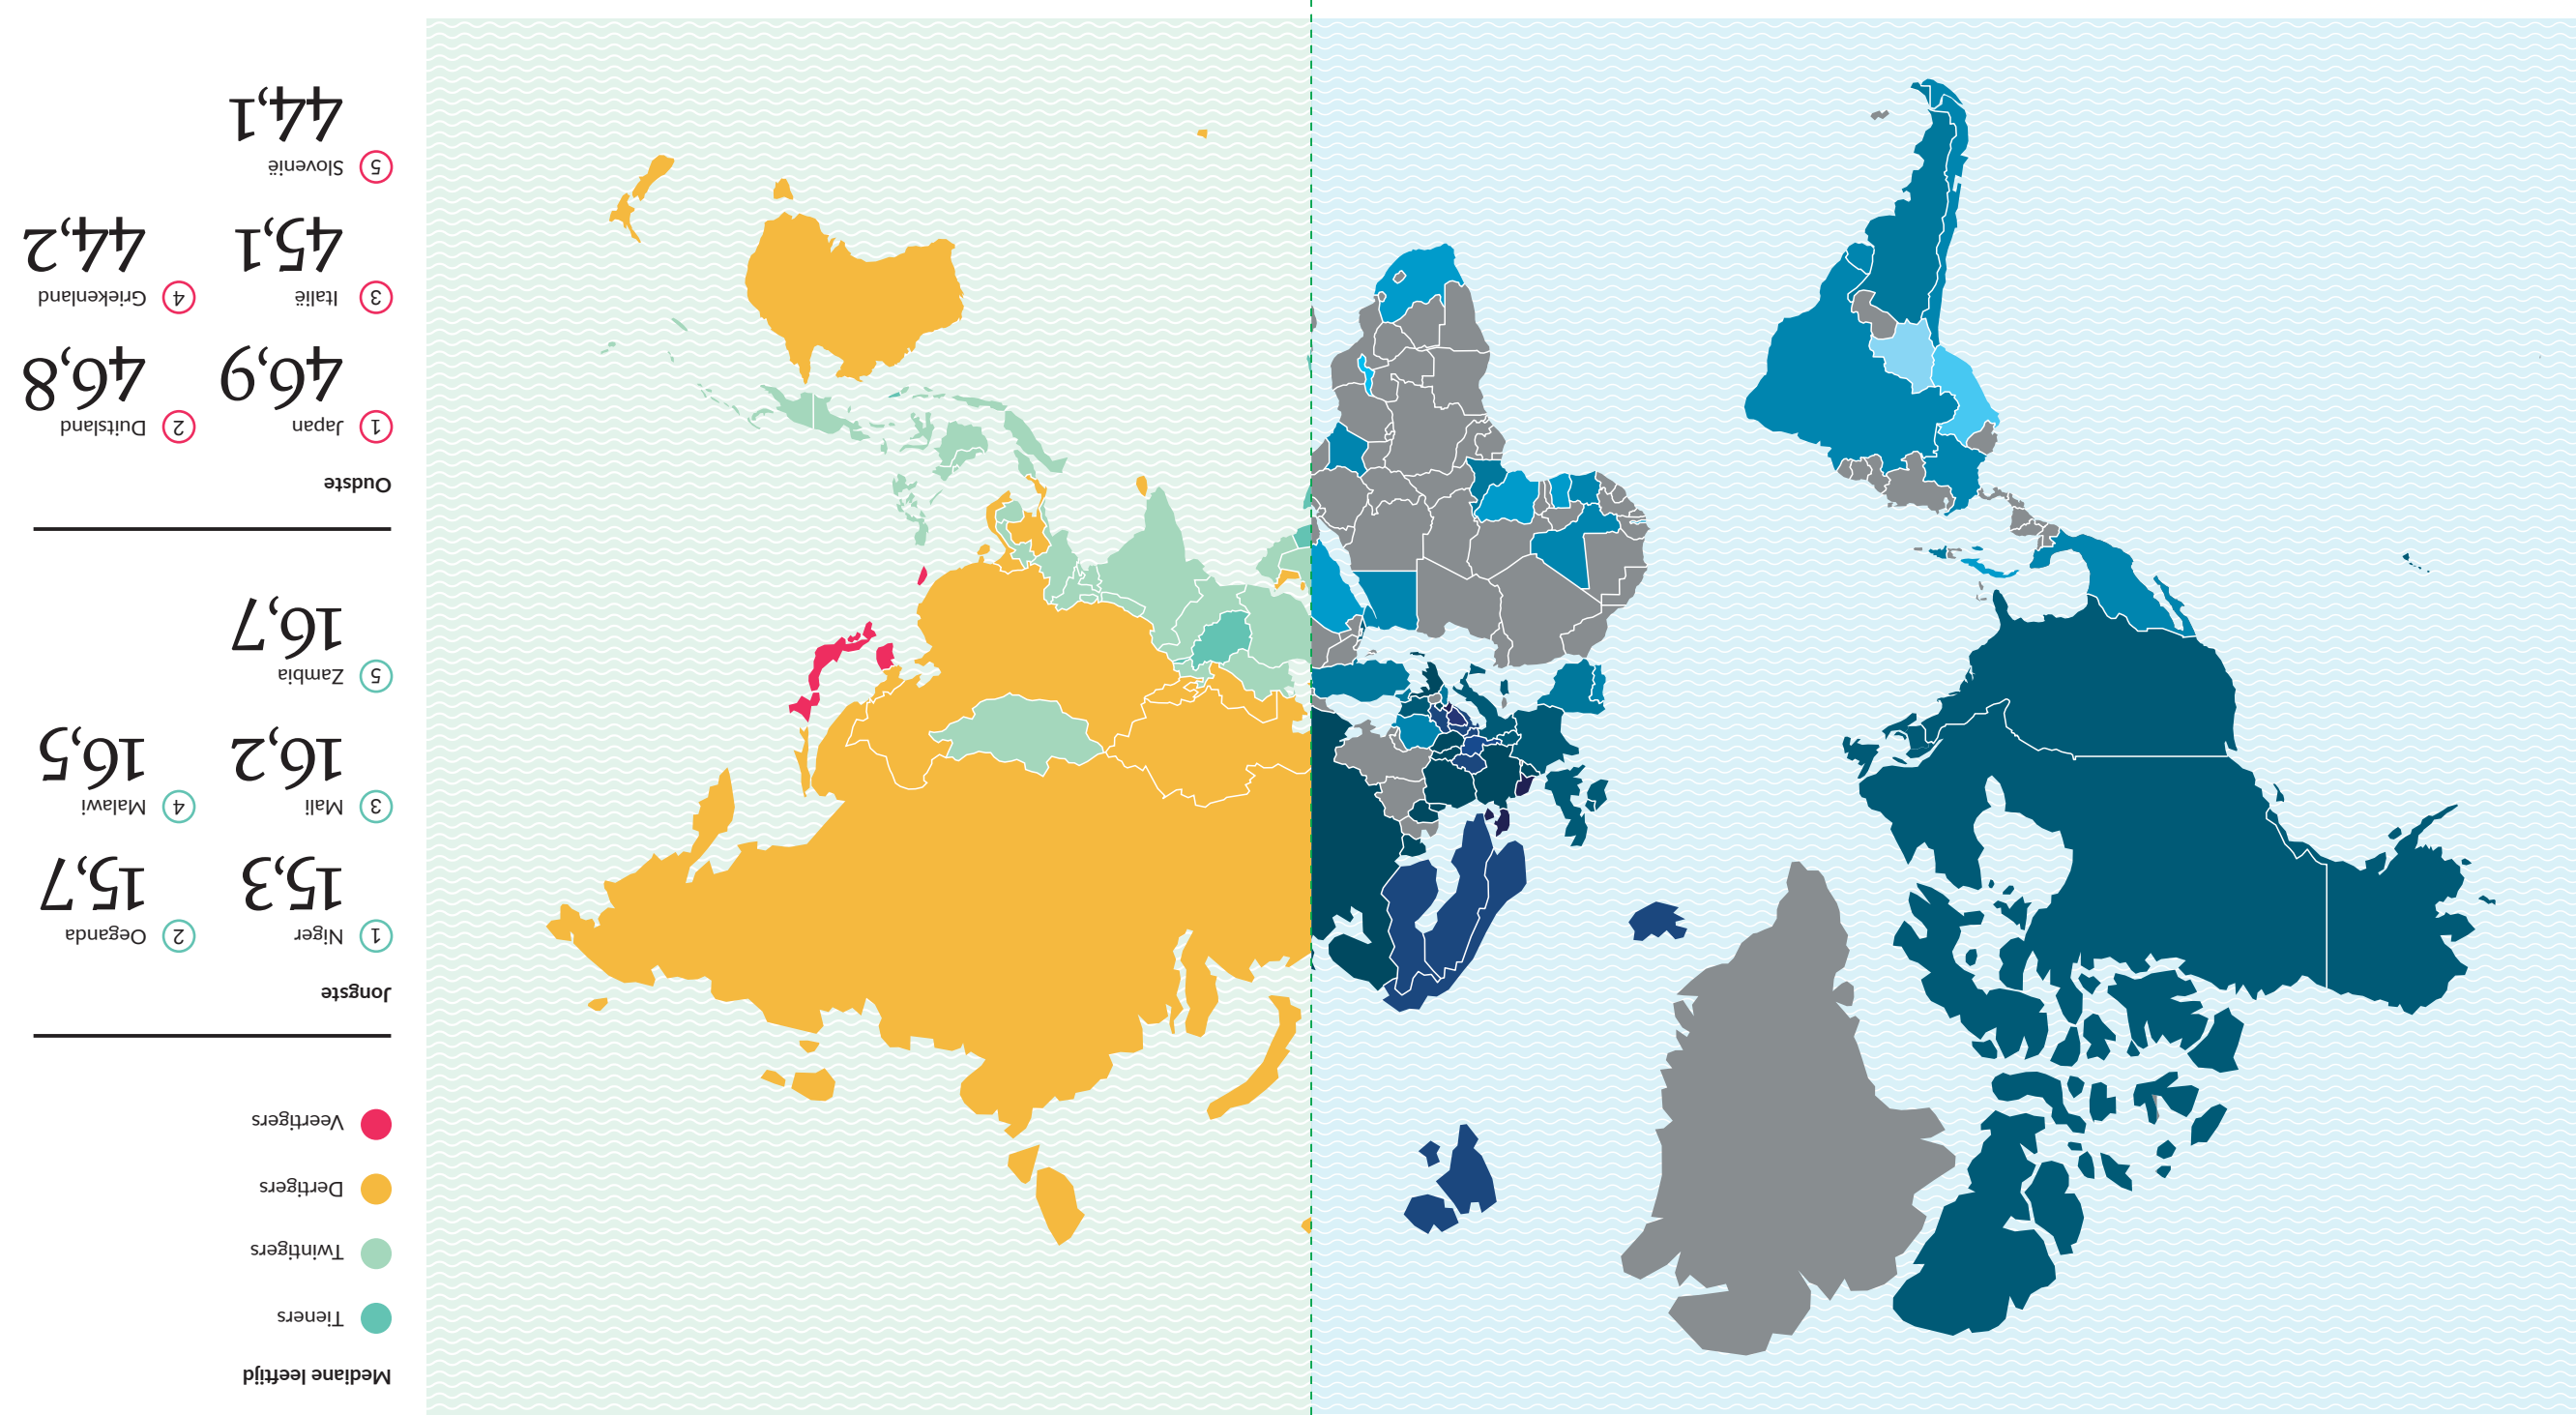 Mediane leeftijd
Tieners
Twintigers
Dertigers
Veertigers
Jongste
1 Niger
15,3
2 Oeganda
15,7
3 Mali
16,2
4 Malawi
16,5
5 Zambia
16,7
Oudste
1 Japan
46,9
2 Duitsland
46,8
3 Italië
45,1
4 Griekenland
44,2
5 Slovenië
44,1